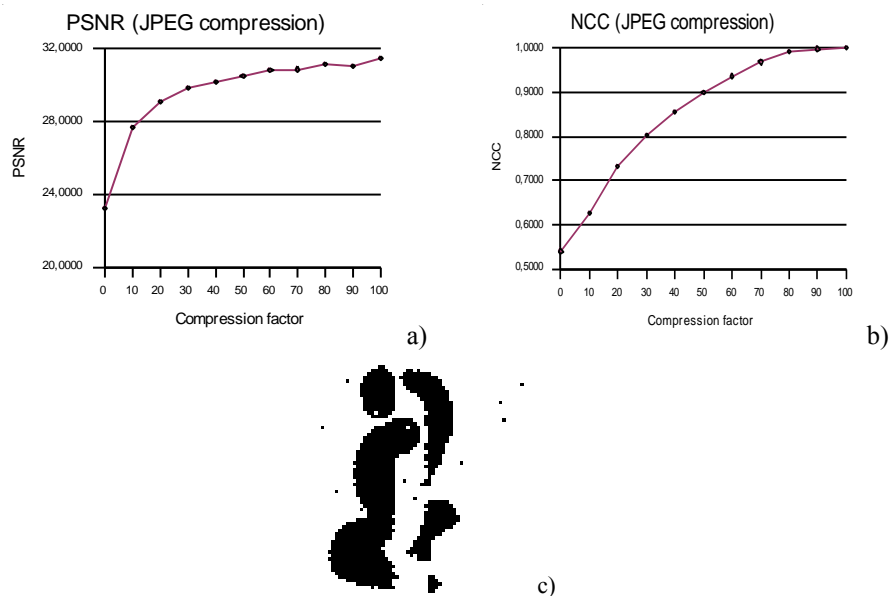 PSNR (JPEG compression)
32,0000
28,0000
24,0000
20,0000
PSNR
0 10 20 30 40 50 60 70 80 90 100
Compression factor
a)
NCC (JPEG compression)
1,0000
0,9000
0,8000
0,7000
0,6000
0,5000
NCC
0 10 20 30 40 50 60 70 80 90 100
Compression factor
b)
c)